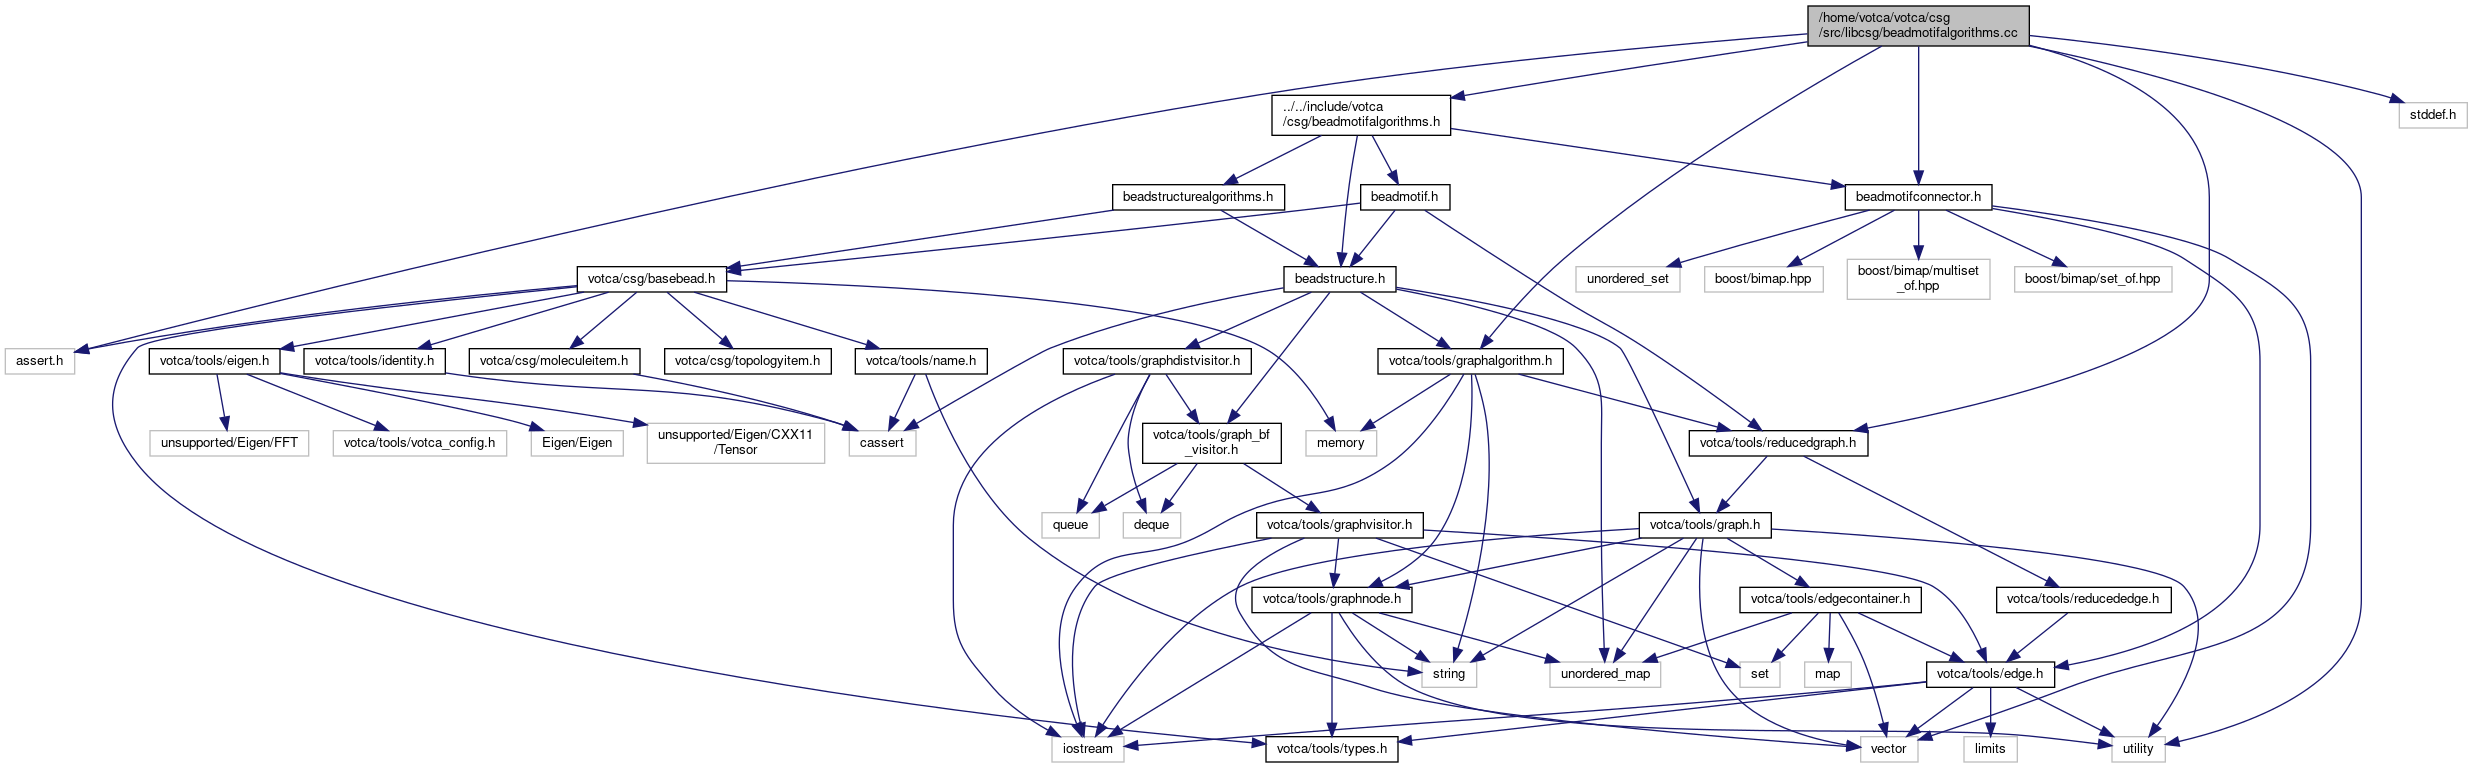 /home/votca/votca/csg
/src/libcsg/beadmotifalgorithms.cc
../../include/votca
/csg/beadmotifalgorithms.h
stddef.h
beadstructurealgorithms.h
beadmotif.h
beadmotifconnector.h
votca/csg/basebead.h
beadstructure.h
unordered_set
boost/bimap.hpp
boost/bimap/multiset
_of.hpp
boost/bimap/set_of.hpp
assert.h
votca/tools/eigen.h
votca/tools/identity.h
votca/csg/moleculeitem.h
votca/csg/topologyitem.h
votca/tools/name.h
votca/tools/graphdistvisitor.h
votca/tools/graphalgorithm.h
unsupported/Eigen/FFT
votca/tools/votca_config.h
Eigen/Eigen
unsupported/Eigen/CXX11
/Tensor
cassert
votca/tools/graph_bf
_visitor.h
memory
votca/tools/reducedgraph.h
queue
deque
votca/tools/graphvisitor.h
votca/tools/graph.h
votca/tools/graphnode.h
votca/tools/edgecontainer.h
votca/tools/reducededge.h
string
unordered_map
set
map
votca/tools/edge.h
iostream
votca/tools/types.h
vector
limits
utility